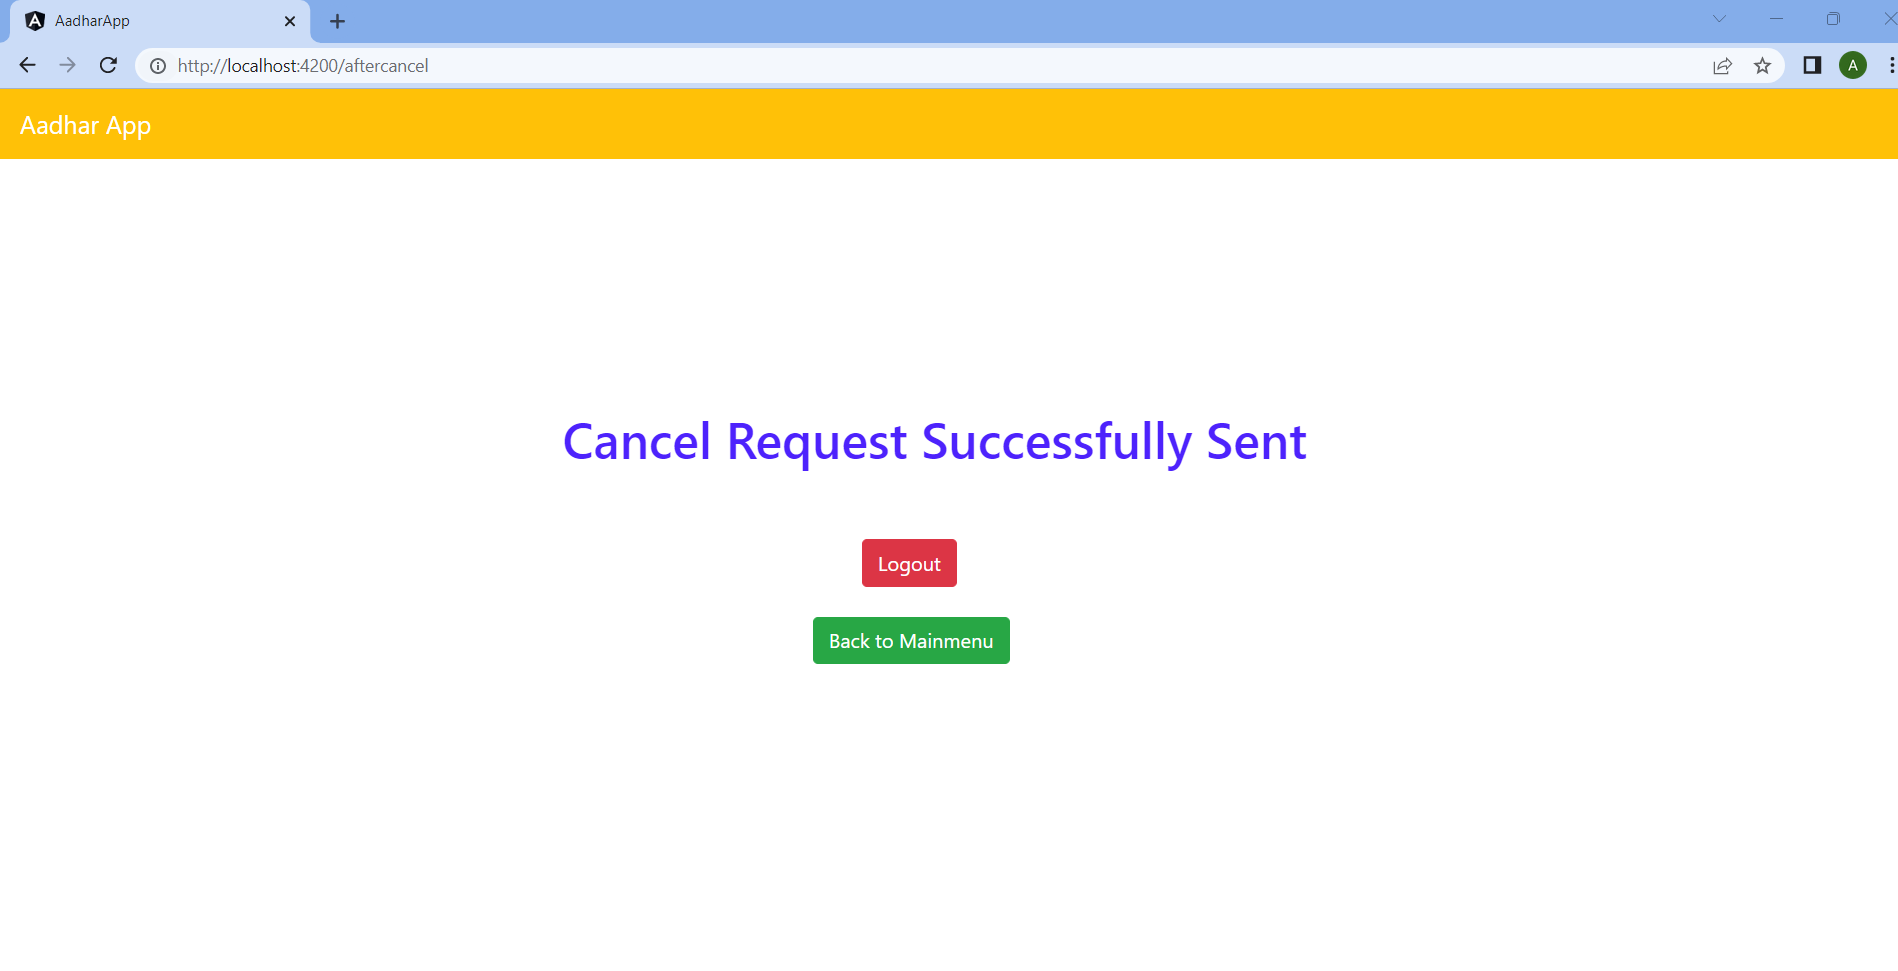 AadharApp
http://localhost:4200/aftercancel
A
Aadhar App
Cancel Request Successfully Sent
Logout
Back to Mainmenu